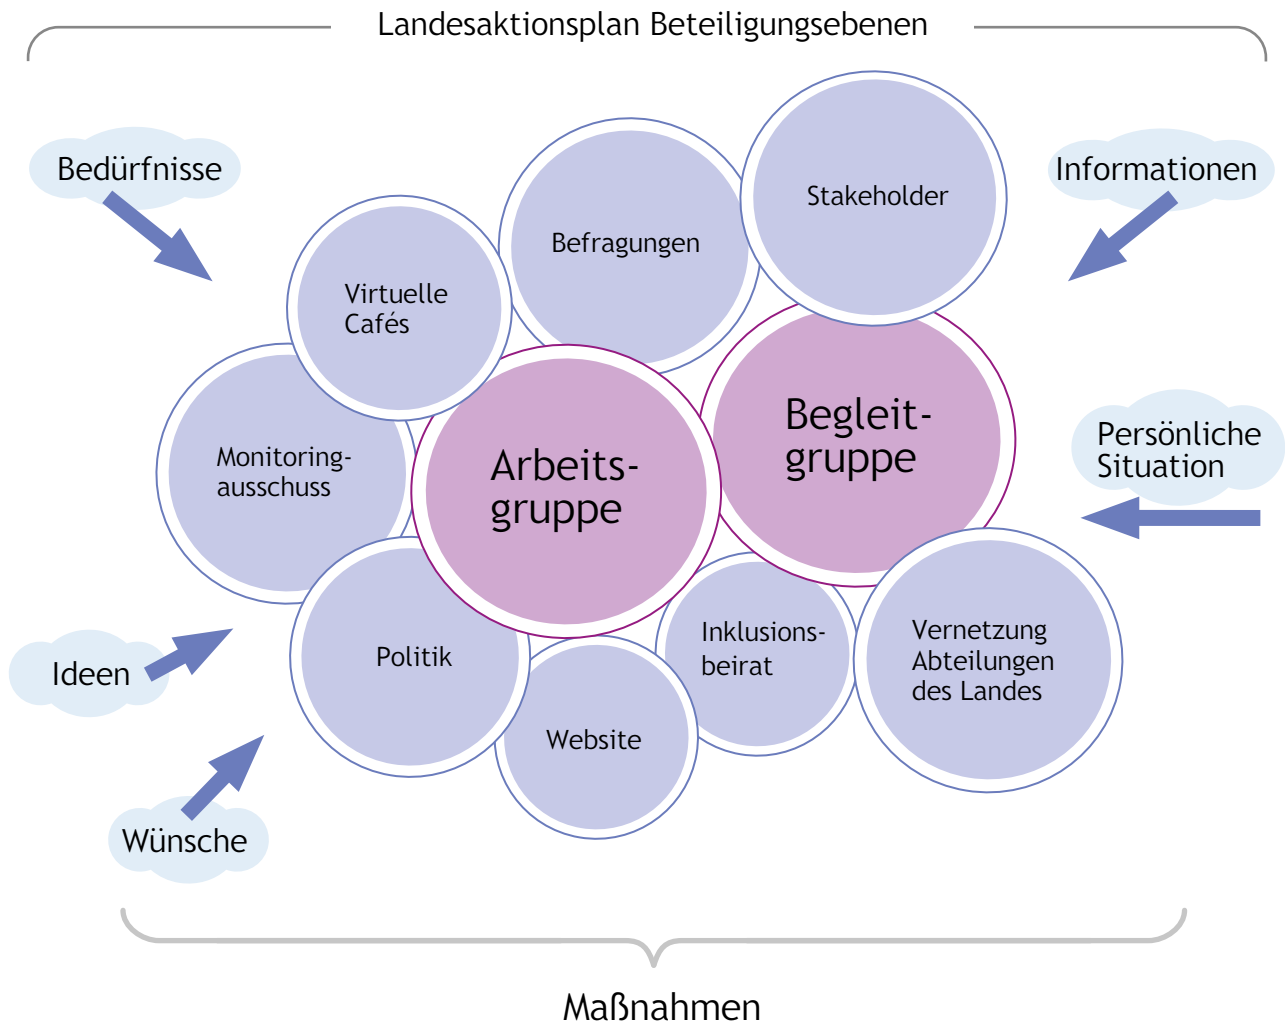 Landesaktionsplan Beteiligungsebenen
Bedürfnisse
Informationen
Stakeholder
Befragungen
Virtuelle
Cafés
Begleit-
gruppe
Persönliche
Situation
Monitoring-
ausschuss
Arbeits-
gruppe
Ideen
Politik
Inklusions-
beirat
Vernetzung
Abteilungen
des Landes
Website
Wünsche
Maßnahmen